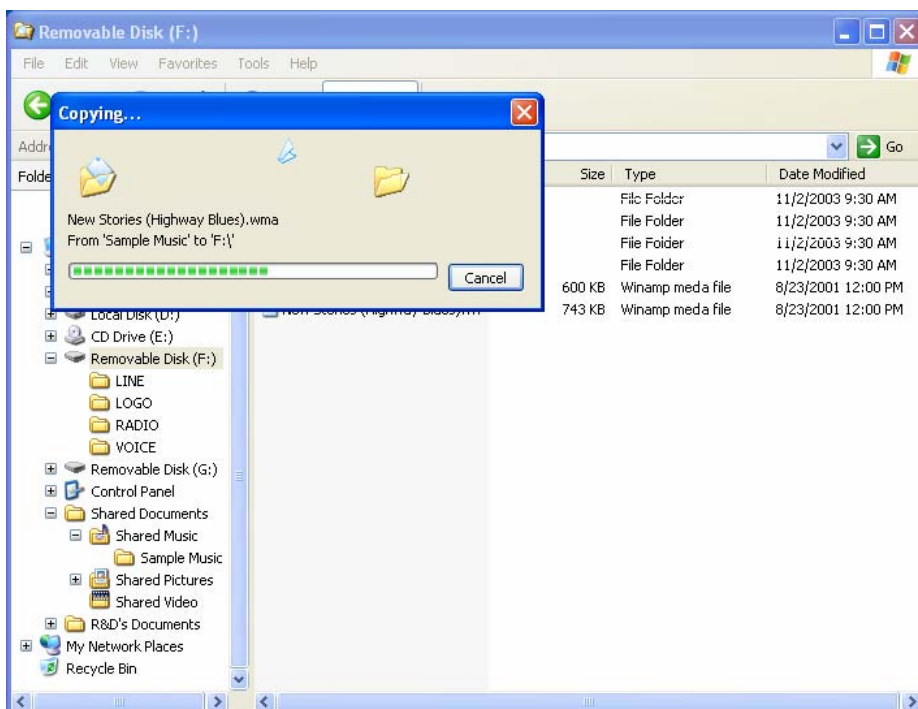 Removable Disk (F:)
File Edit View Favorites Tools Help
Copying...
Addr
Go
Folde
Size Type Date Modified
New Stories (Highway Blues).wma
From 'Sample Music' to 'F:\'
Cancel
File Folder 11/2/2003 9:30 AM
File Folder 11/2/2003 9:30 AM
File Folder 11/2/2003 9:30 AM
File Folder 11/2/2003 9:30 AM
600 KB Winamp media file 8/23/2001 12:00 PM
743 KB Winamp media file 8/23/2001 12:00 PM
Local Disk (D:)
CD Drive (E:)
Removable Disk (F:)
LINE
LOGO
RADIO
VOICE
Removable Disk (G:)
Control Panel
Shared Documents
Shared Music
Sample Music
Shared Pictures
Shared Video
R&D's Documents
My Network Places
Recycle Bin